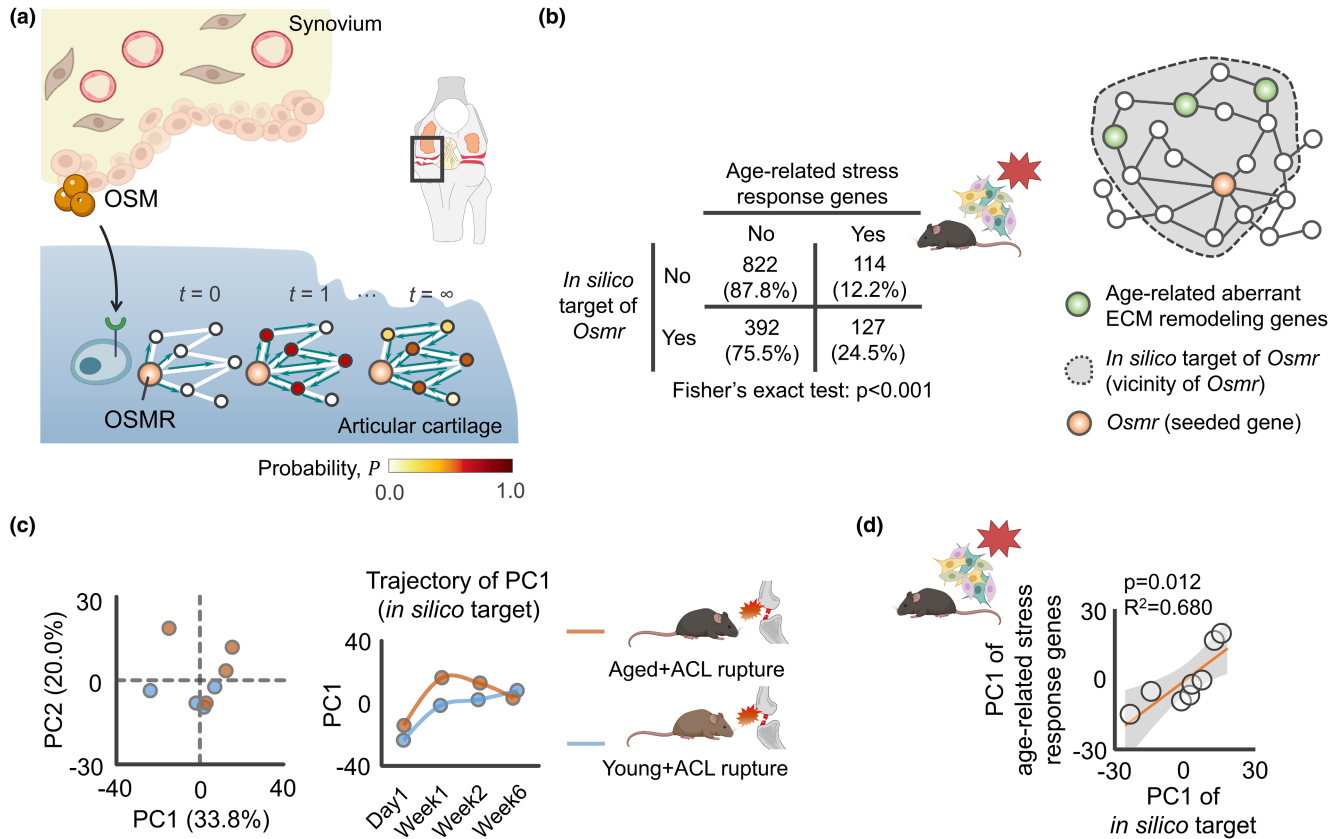 (a)
Synovium
OSM
t = 0
t = 1
...
t = ∞
OSMR
Articular cartilage
Probability, P
0.0
1.0
(b)
Age-related stress
response genes
No
Yes
In silico
target of
Osmr
No
822
(87.8%)
114
(12.2%)
Yes
392
(75.5%)
127
(24.5%)
Fisher's exact test: p<0.001
Age-related aberrant
ECM remodeling genes
In silico target of Osmr
(vicinity of Osmr)
Osmr (seeded gene)
(c)
PC2 (20.0%)
30
0
-30
-40
0
40
PC1 (33.8%)
Trajectory of PC1
(in silico target)
PC1
40
0
-40
Day1
Week1
Week2
Week6
Aged+ACL rupture
Young+ACL rupture
(d)
PC1 of
age-related stress
response genes
p=0.012
R²=0.680
30
0
-30
-30
0
30
PC1 of
in silico target